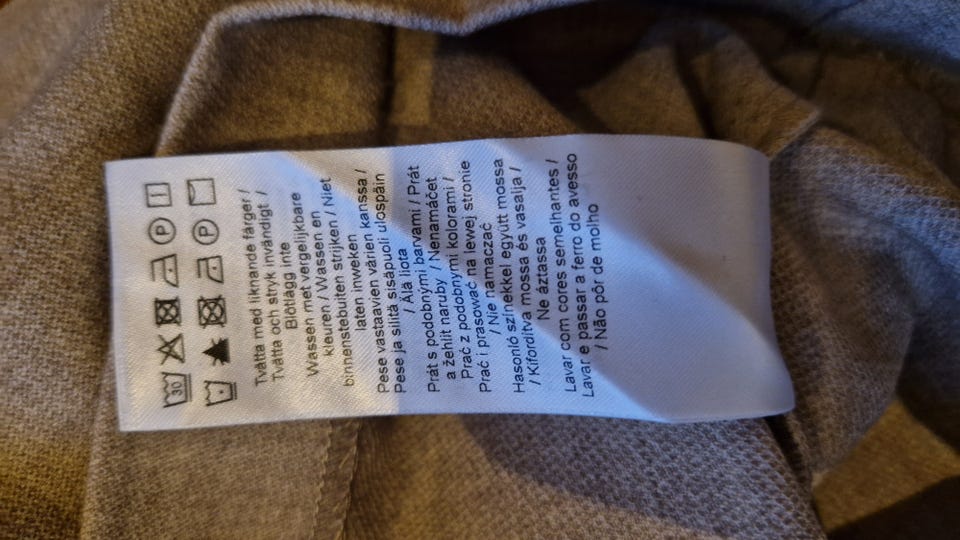 30 P I
P
Tvätta med liknande färger /
Tvätta och stryk invändigt /
Blötlägg inte
Wassen met vergelijkbare
kleuren / Wassen en
binnenstebuiten strijken / Niet
laten inweken
Pese vastaavien värien kanssa /
Pese ja silitä sisäpuoli ulospäin
/ Älä liota
Prát s podobnými barvami / Prát
a žehlit naruby / Nenamáčet
Prać z podobnymi kolorami /
Prać i prasować na lewej stronie
/ Nie namaczać
Hasonló színekkel együtt mossa
/ Kifordítva mossa és vasalja /
Ne áztassa
Lavar com cores semelhantes /
Lavar e passar a ferro do avesso
/ Não pôr de molho